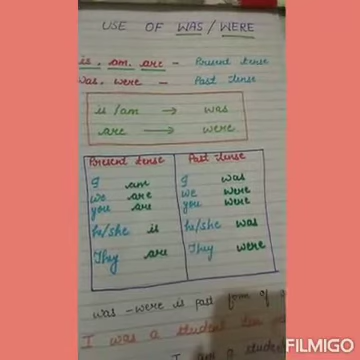 USE OF WAS/WERE
is, am, are - Present tense
was, were - Past tense
is/am → was
are → were
Present tense
I am
we are
you are
he/she is
They are
Past tense
I was
we were
you were
he/she was
They were
was - were is past form of
I was a student
I am a student
FILMIGO